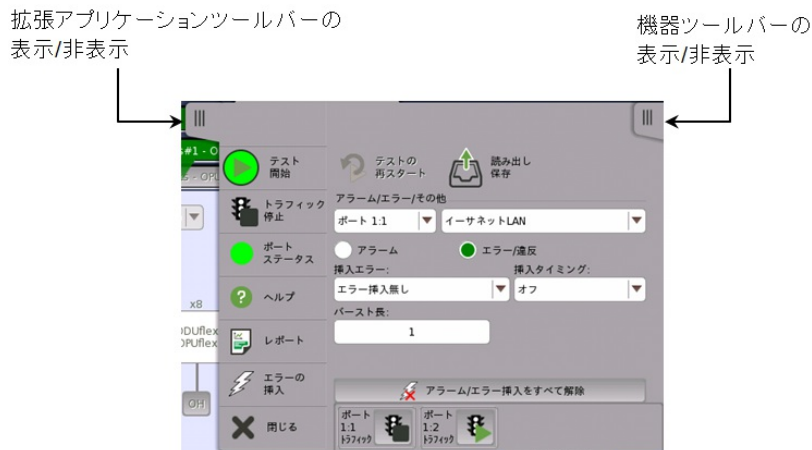 拡張アプリケーションツールバーの
表示/非表示
機器ツールバーの
表示/非表示
s#1 - O
テスト
開始
テストの
再スタート
読み出し
保存
トラフィック
停止
アラーム/エラー/その他
ポート 1:1
イーサネットLAN
ポート
ステータス
アラーム
エラー/違反
挿入エラー:
挿入タイミング:
エラー挿入無し
オフ
ヘルプ
x8
バースト長:
1
DUflex
OPUflex
レポート
エラーの
挿入
アラーム/エラー挿入をすべて解除
OH
閉じる
ポート
1:1
トラフィック
ポート
1:2
トラフィック